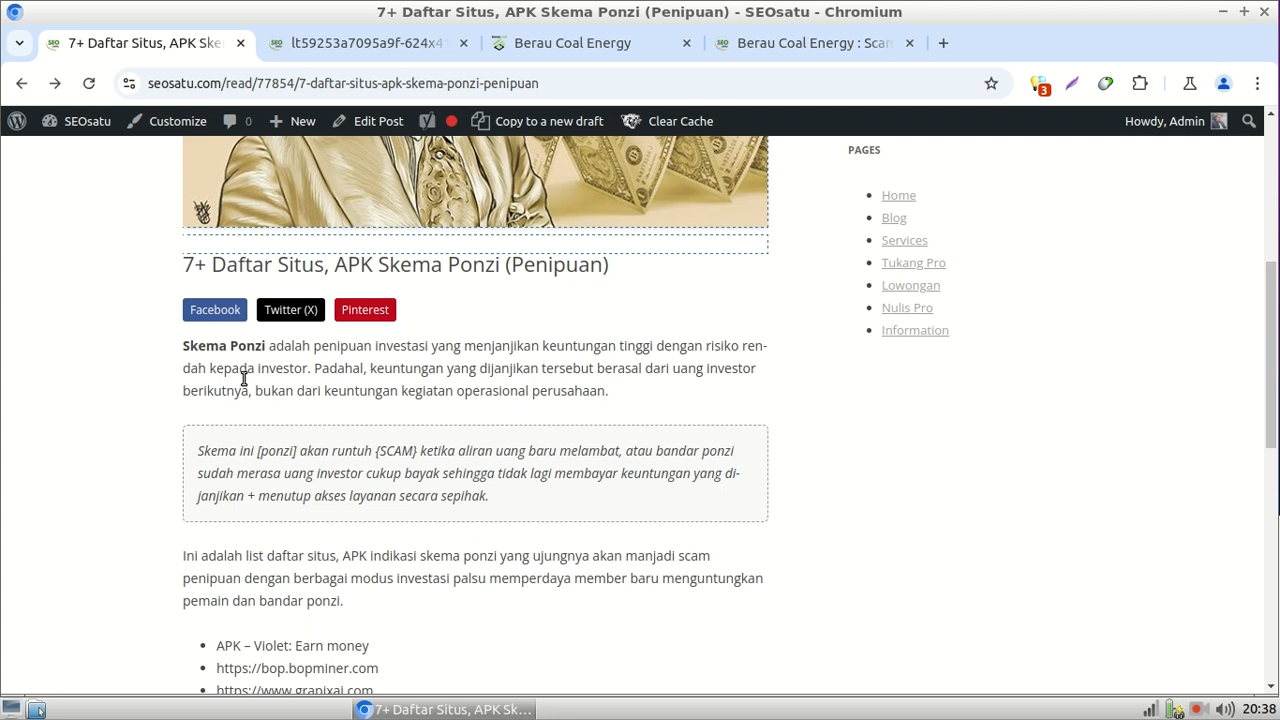 7+ Daftar Situs, APK Skema Ponzi (Penipuan) - SEOsatu - Chromium
7+ Daftar Situs, APK Ske
lt59253a7095a9f-624x4
Berau Coal Energy
Berau Coal Energy : Scan
seosatu.com/read/77854/7-daftar-situs-apk-skema-ponzi-penipuan
3
SEOsatu
Customize
0
New
Edit Post
Copy to a new draft
Clear Cache
Howdy, Admin
PAGES
Home
Blog
Services
Tukang Pro
Lowongan
Nulis Pro
Information
7+ Daftar Situs, APK Skema Ponzi (Penipuan)
Facebook
Twitter (X)
Pinterest
Skema Ponzi adalah penipuan investasi yang menjanjikan keuntungan tinggi dengan risiko ren-
dah kepada investor. Padahal, keuntungan yang dijanjikan tersebut berasal dari uang investor
berikutnya, bukan dari keuntungan kegiatan operasional perusahaan.
Skema ini [ponzi] akan runtuh {SCAM} ketika aliran uang baru melambat, atau bandar ponzi
sudah merasa uang investor cukup bayak sehingga tidak lagi membayar keuntungan yang di-
janjikan + menutup akses layanan secara sepihak.
Ini adalah list daftar situs, APK indikasi skema ponzi yang ujungnya akan manjadi scam
penipuan dengan berbagai modus investasi palsu memperdaya member baru menguntungkan
pemain dan bandar ponzi.
APK – Violet: Earn money
https://bop.bopminer.com
https://www.grapixai.com
7+ Daftar Situs, APK Sk...
20:38